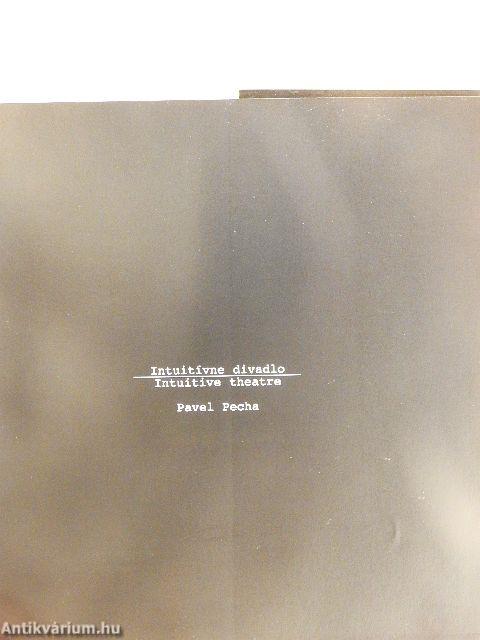 Intuitívne divadlo
Intuitive theatre
Pavel Pecha
Antikvárium.hu